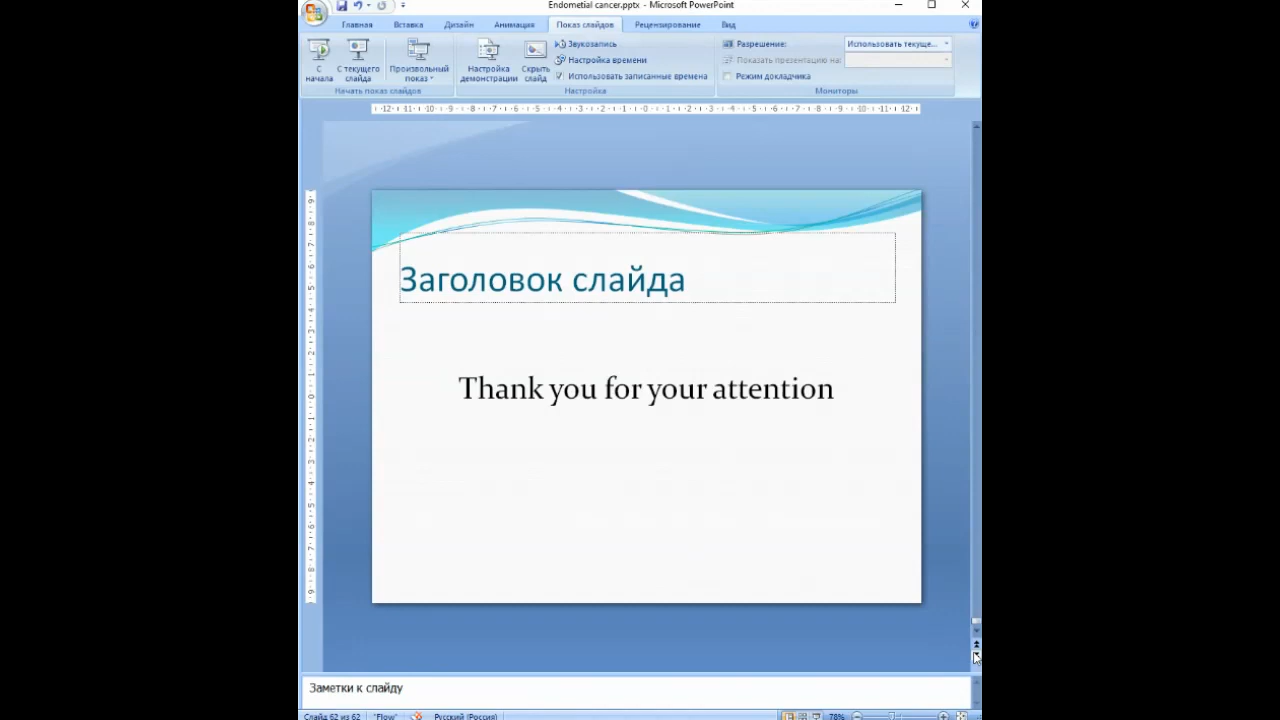 Endometial cancer.pptx - Microsoft PowerPoint
Главная Вставка Дизайн Анимация Показ слайдов Рецензирование Вид
С начала
С текущего слайда
Произвольный показ
Начать показ слайдов
Настройка демонстрации
Скрыть слайд
Звукозапись
Настройка времени
Использовать записанные времена
Настройка
Разрешение: Использовать текуще...
Показать презентацию на:
Режим докладчика
Мониторы
Заголовок слайда
Thank you for your attention
Заметки к слайду
Слайд 62 из 62 "Flow" Русский (Россия) 78%